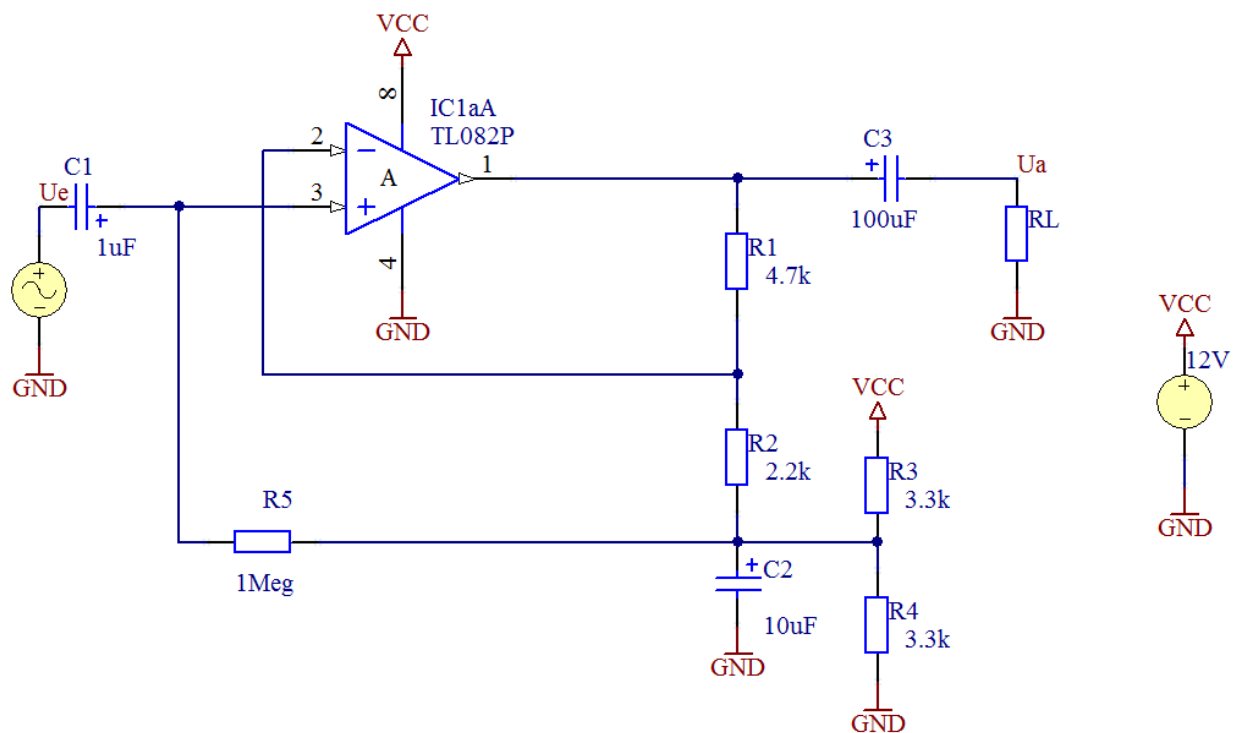 VCC
8
IC1aA
TL082P
2
−
1
C3
+
Ua
C1
Ue
3
+
A
+
1uF
100uF
RL
+
−
4
R1
4.7k
GND
GND
GND
VCC
12V
+
−
VCC
R2
2.2k
R3
3.3k
R5
1Meg
GND
+
C2
10uF
R4
3.3k
GND
GND